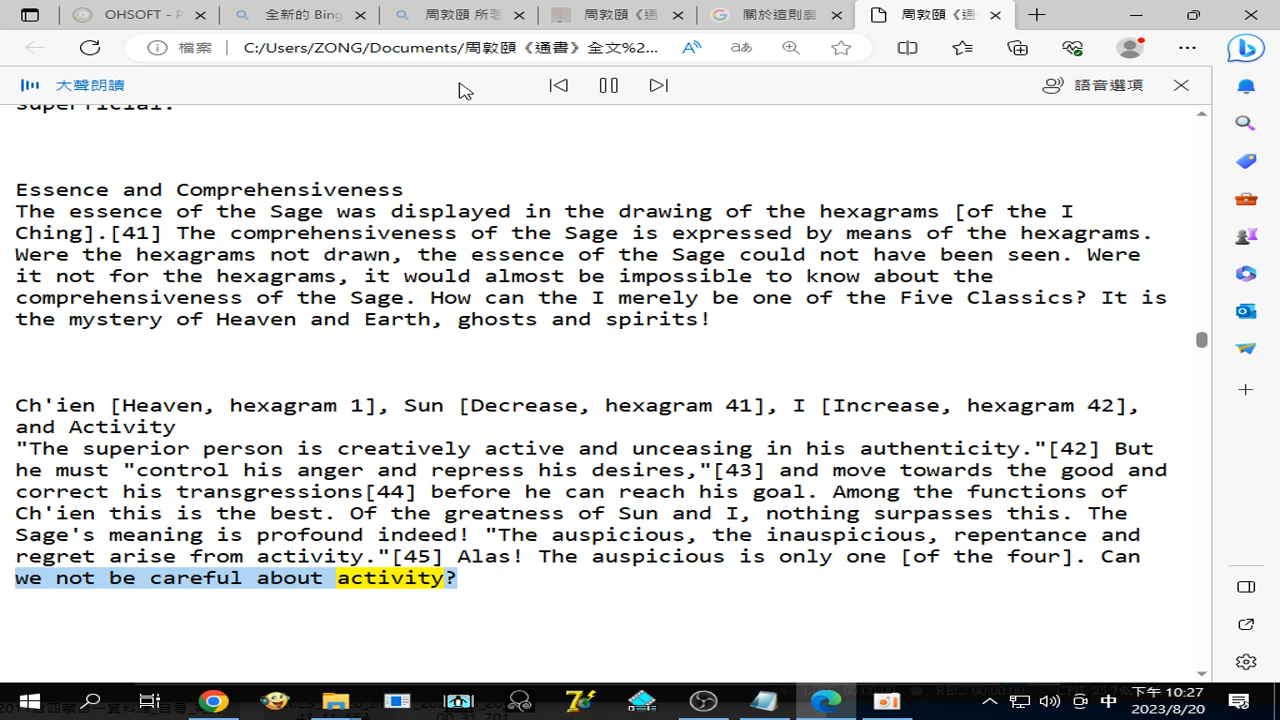 OHSOFT - F
全新的 Bing
周敦頤 所著
周敦頤《通
關於這則廳
周敦頤《通
檔案
C:/Users/ZONG/Documents/周敦頤《通書》全文%2...
大聲朗讀
語音選項
superficial.
Essence and Comprehensiveness
The essence of the Sage was displayed in the drawing of the hexagrams [of the I
Ching].[41] The comprehensiveness of the Sage is expressed by means of the hexagrams.
Were the hexagrams not drawn, the essence of the Sage could not have been seen. Were
it not for the hexagrams, it would almost be impossible to know about the
comprehensiveness of the Sage. How can the I merely be one of the Five Classics? It is
the mystery of Heaven and Earth, ghosts and spirits!
Ch'ien [Heaven, hexagram 1], Sun [Decrease, hexagram 41], I [Increase, hexagram 42],
and Activity
"The superior person is creatively active and unceasing in his authenticity."[42] But
he must "control his anger and repress his desires,"[43] and move towards the good and
correct his transgressions[44] before he can reach his goal. Among the functions of
Ch'ien this is the best. Of the greatness of Sun and I, nothing surpasses this. The
Sage's meaning is profound indeed! "The auspicious, the inauspicious, repentance and
regret arise from activity."[45] Alas! The auspicious is only one [of the four]. Can
we not be careful about activity?
中
下午 10:27
2023/8/20